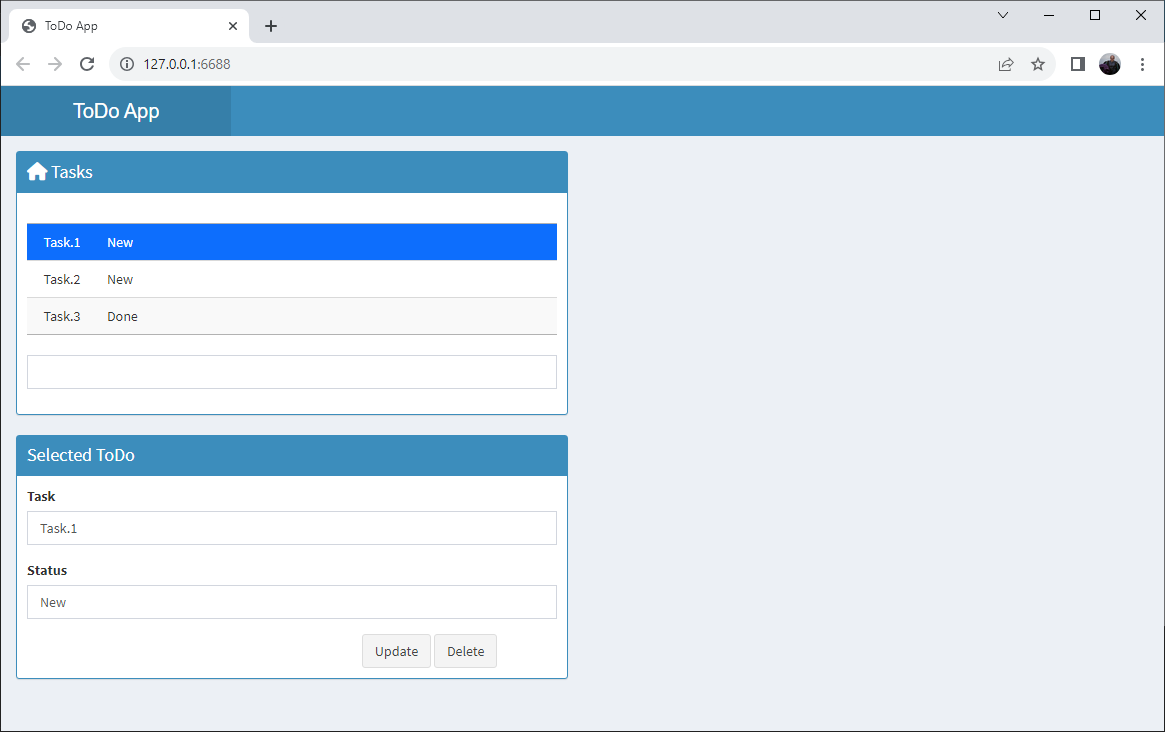 ToDo App
127.0.0.1:6688
ToDo App
Tasks
Task.1 New
Task.2 New
Task.3 Done
Selected ToDo
Task
Task.1
Status
New
Update Delete